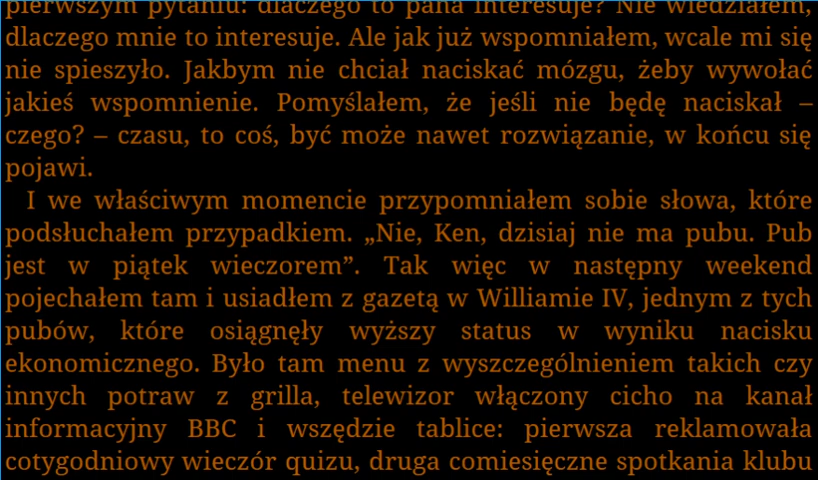 pierwszym pytaniu: dlaczego to pana interesuje? Nie wiedziałem,
dlaczego mnie to interesuje. Ale jak już wspomniałem, wcale mi się
nie spieszyło. Jakbym nie chciał naciskać mózgu, żeby wywołać
jakieś wspomnienie. Pomyślałem, że jeśli nie będę naciskał –
czego? – czasu, to coś, być może nawet rozwiązanie, w końcu się
pojawi.
I we właściwym momencie przypomniałem sobie słowa, które
podsłuchałem przypadkiem. „Nie, Ken, dzisiaj nie ma pubu. Pub
jest w piątek wieczorem”. Tak więc w następny weekend
pojechałem tam i usiadłem z gazetą w Williamie IV, jednym z tych
pubów, które osiągnęły wyższy status w wyniku nacisku
ekonomicznego. Było tam menu z wyszczególnieniem takich czy
innych potraw z grilla, telewizor włączony cicho na kanał
informacyjny BBC i wszędzie tablice: pierwsza reklamowała
cotygodniowy wieczór quizu, druga comiesięczne spotkania klubu